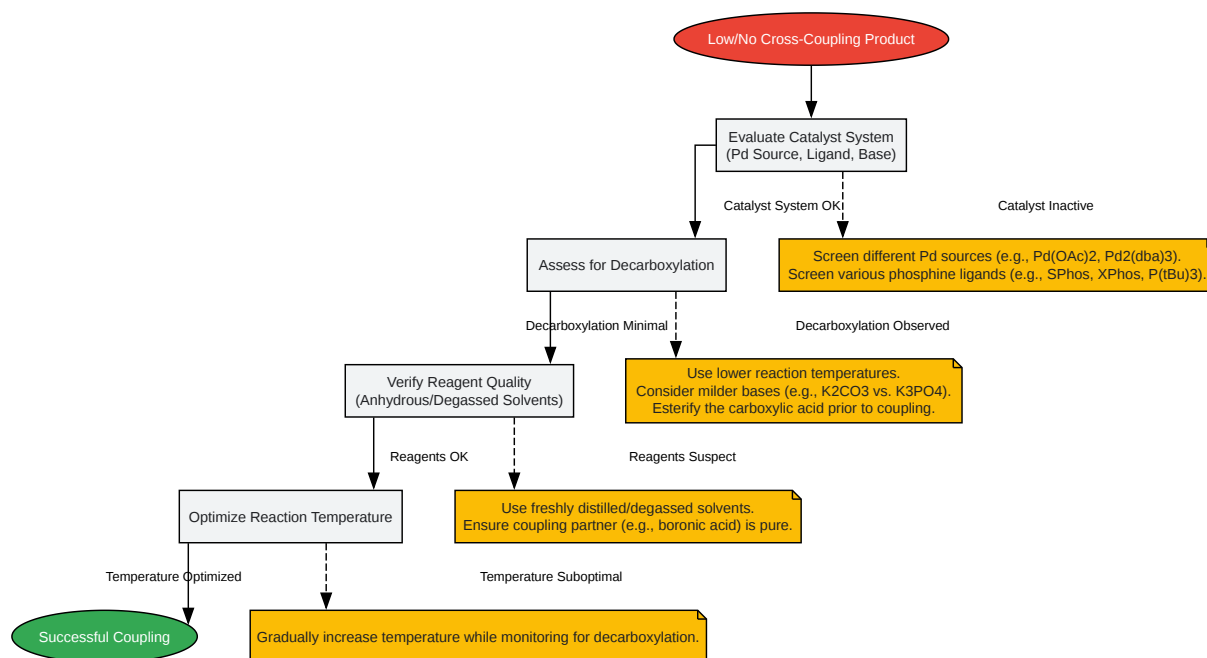 Low/No Cross-Coupling Product
Evaluate Catalyst System
(Pd Source, Ligand, Base)
Catalyst System OK
Catalyst Inactive
Assess for Decarboxylation
Screen different Pd sources (e.g., Pd(OAc)2, Pd2(dba)3).
Screen various phosphine ligands (e.g., SPhos, XPhos, P(tBu)3).
Decarboxylation Minimal
Decarboxylation Observed
Verify Reagent Quality
(Anhydrous/Degassed Solvents)
Use lower reaction temperatures.
Consider milder bases (e.g., K2CO3 vs. K3PO4).
Esterify the carboxylic acid prior to coupling.
Reagents OK
Reagents Suspect
Optimize Reaction Temperature
Use freshly distilled/degassed solvents.
Ensure coupling partner (e.g., boronic acid) is pure.
Temperature Optimized
Temperature Suboptimal
Successful Coupling
Gradually increase temperature while monitoring for decarboxylation.